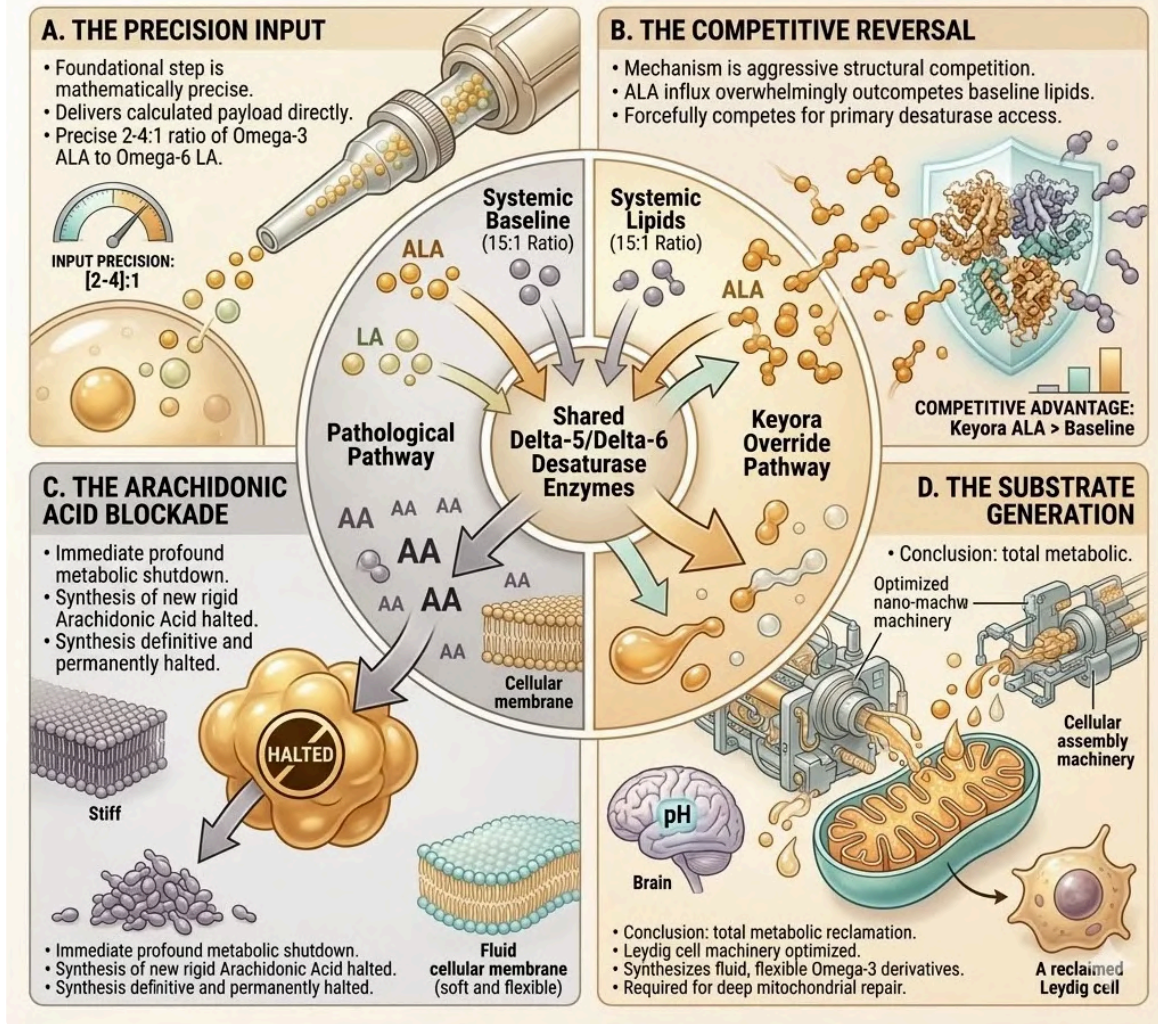 A. THE PRECISION INPUT
• Foundational step is
mathematically precise.
• Delivers calculated payload directly.
• Precise 2-4:1 ratio of Omega-3
ALA to Omega-6 LA.
INPUT PRECISION:
[2-4]:1
B. THE COMPETITIVE REVERSAL
• Mechanism is aggressive structural competition.
• ALA influx overwhelmingly outcompetes baseline lipids.
• Forcefully competes for primary desaturase access.
COMPETITIVE ADVANTAGE:
Keyora ALA > Baseline
Systemic
Baseline
(15:1 Ratio)
Systemic
Lipids
(15:1 Ratio)
ALA
LA
ALA
Pathological
Pathway
Shared
Delta-5/Delta-6
Desaturase
Enzymes
Keyora
Override
Pathway
AA
AA
AA
AA
AA
AA
AA
AA
Cellular
membrane
C. THE ARACHIDONIC
ACID BLOCKADE
• Immediate profound
metabolic shutdown.
• Synthesis of new rigid
Arachidonic Acid halted.
• Synthesis definitive and
permanently halted.
Stiff
HALTED
• Immediate profound metabolic shutdown.
• Synthesis of new rigid Arachidonic Acid halted.
• Synthesis definitive and permanently halted.
Fluid
cellular membrane
(soft and flexible)
D. THE SUBSTRATE
GENERATION
• Conclusion: total metabolic.
Optimized
nano-machw
machinery
Cellular
assembly
machinery
pH
Brain
• Conclusion: total metabolic reclamation.
• Leydig cell machinery optimized.
• Synthesizes fluid, flexible Omega-3 derivatives.
• Required for deep mitochondrial repair.
A reclaimed
Leydig cell